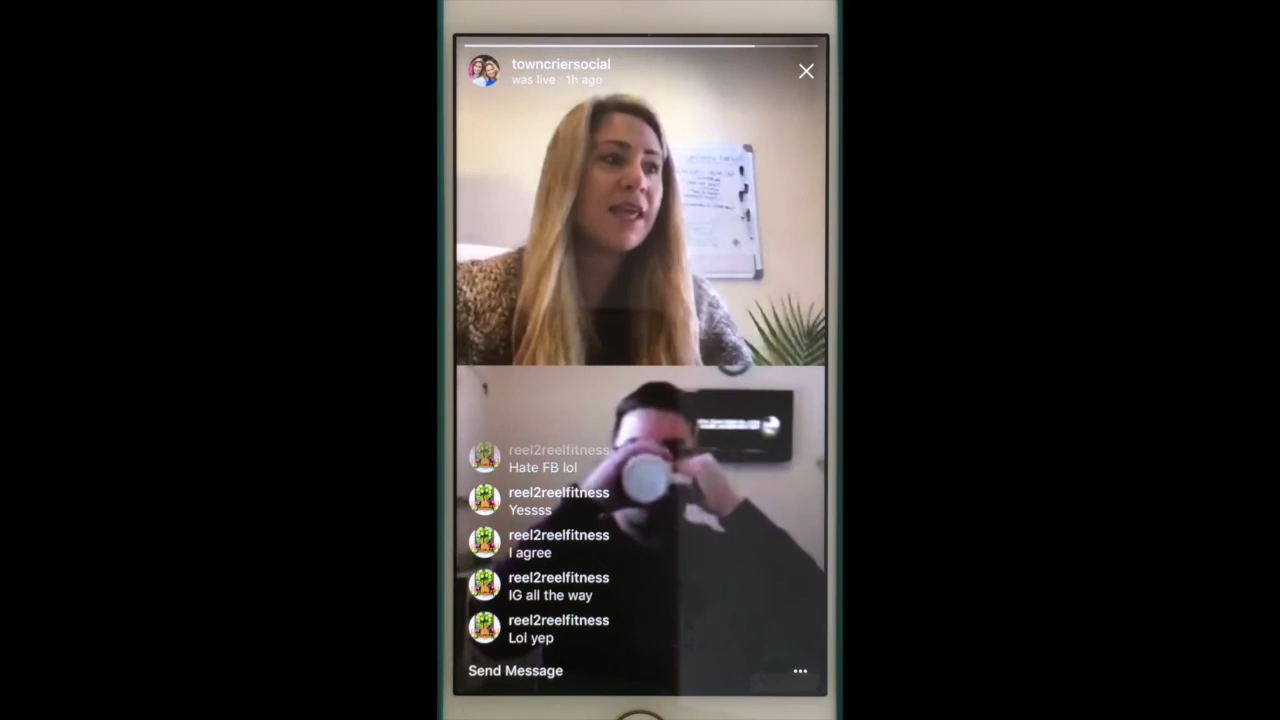 towncriersocial
was live · 1h ago
reel2reelfitness
Hate FB lol
reel2reelfitness
Yessss
reel2reelfitness
I agree
reel2reelfitness
IG all the way
reel2reelfitness
Lol yep
Send Message